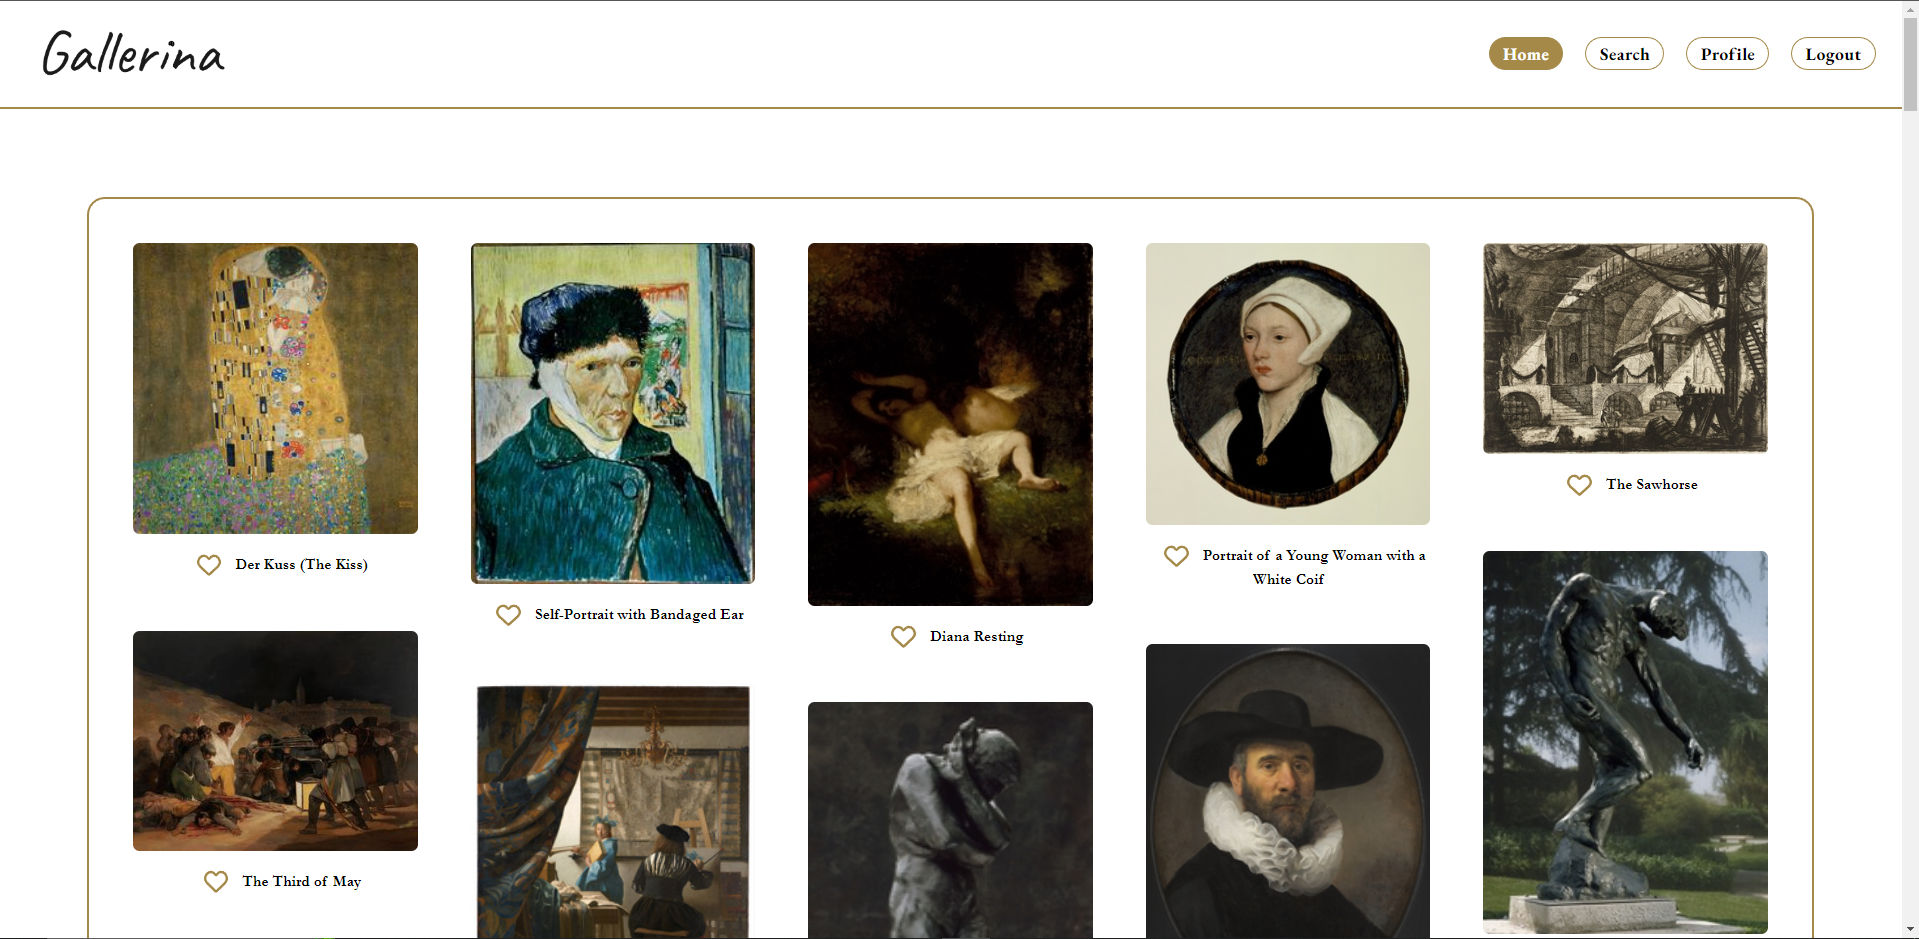 Gallerina
Home
Search
Profile
Logout
Der Kuss (The Kiss)
Self-Portrait with Bandaged Ear
Diana Resting
Portrait of a Young Woman with a
White Coif
The Sawhorse
The Third of May